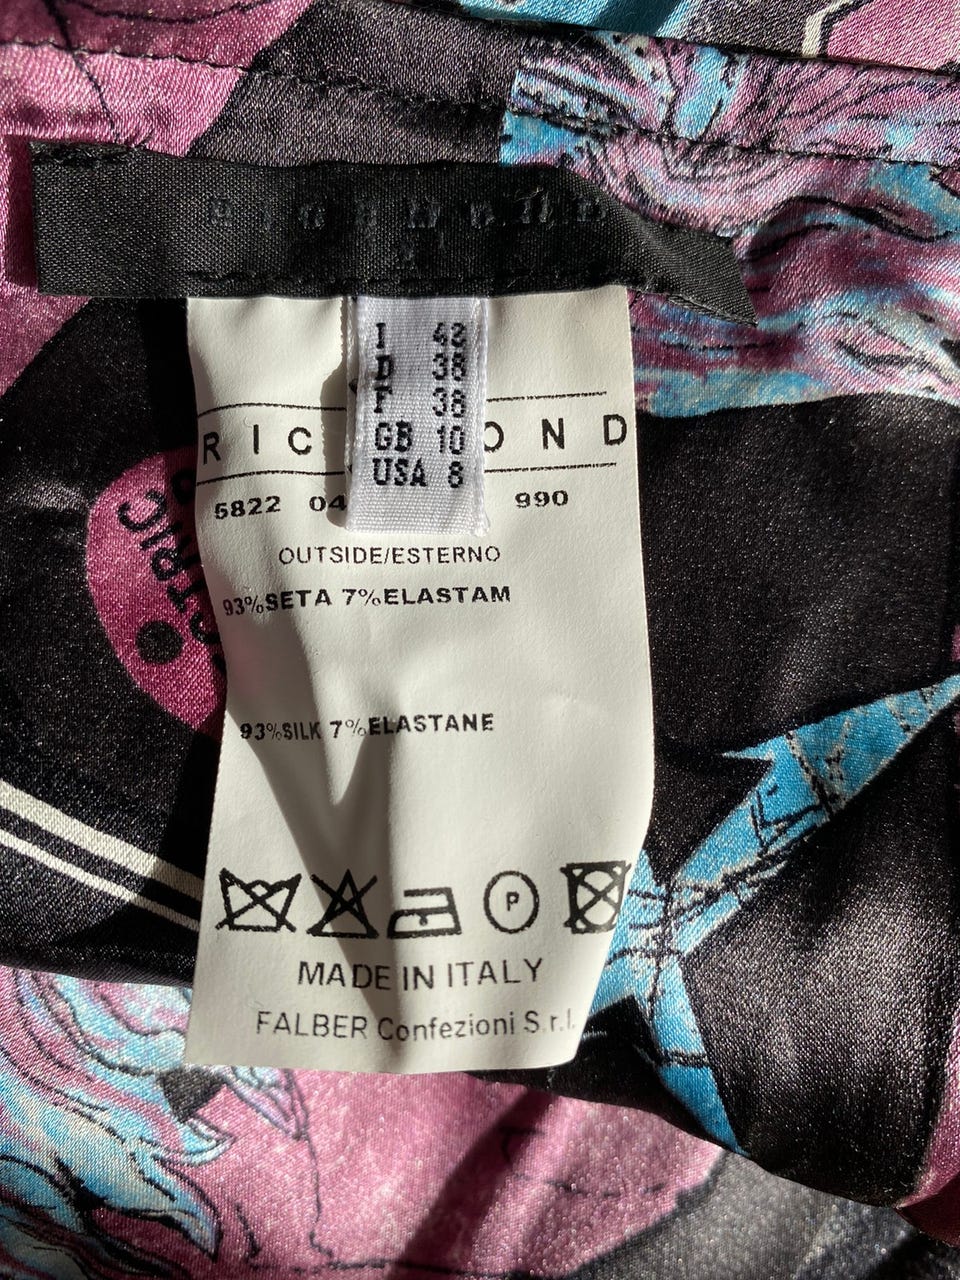 RICHMOND
I 42
D 38
F 38
GB 10
USA 8
RIC OND
5822 04 990
OUTSIDE/ESTERNO
93%SETA 7%ELASTAM
93%SILK 7%ELASTANE
P
MADE IN ITALY
FALBER Confezioni S.r.l.